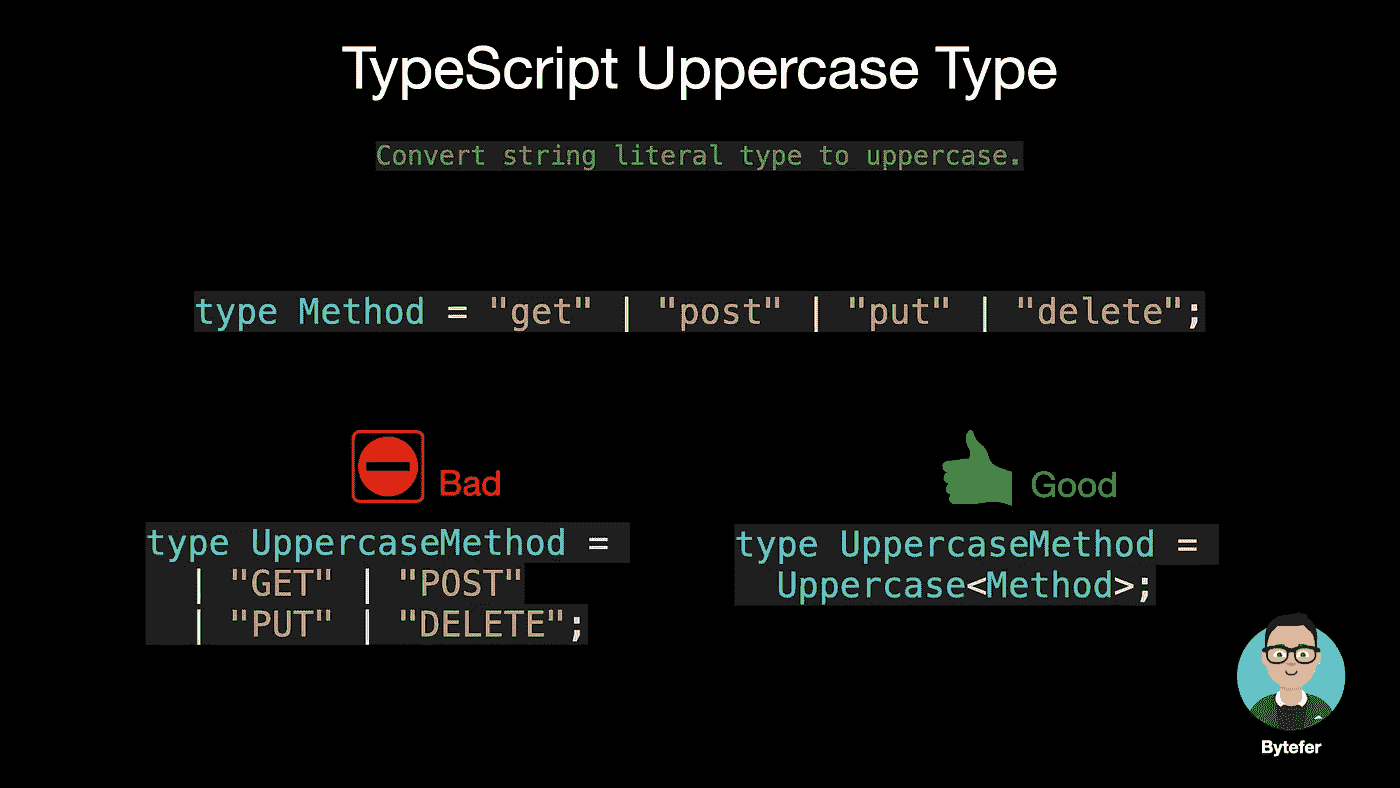 TypeScript Uppercase Type
Convert string literal type to uppercase.
type Method = "get" | "post" | "put" | "delete";
Bad
type UppercaseMethod =
  | "GET" | "POST"
  | "PUT" | "DELETE";
Good
type UppercaseMethod =
  Uppercase<Method>;
Bytefer